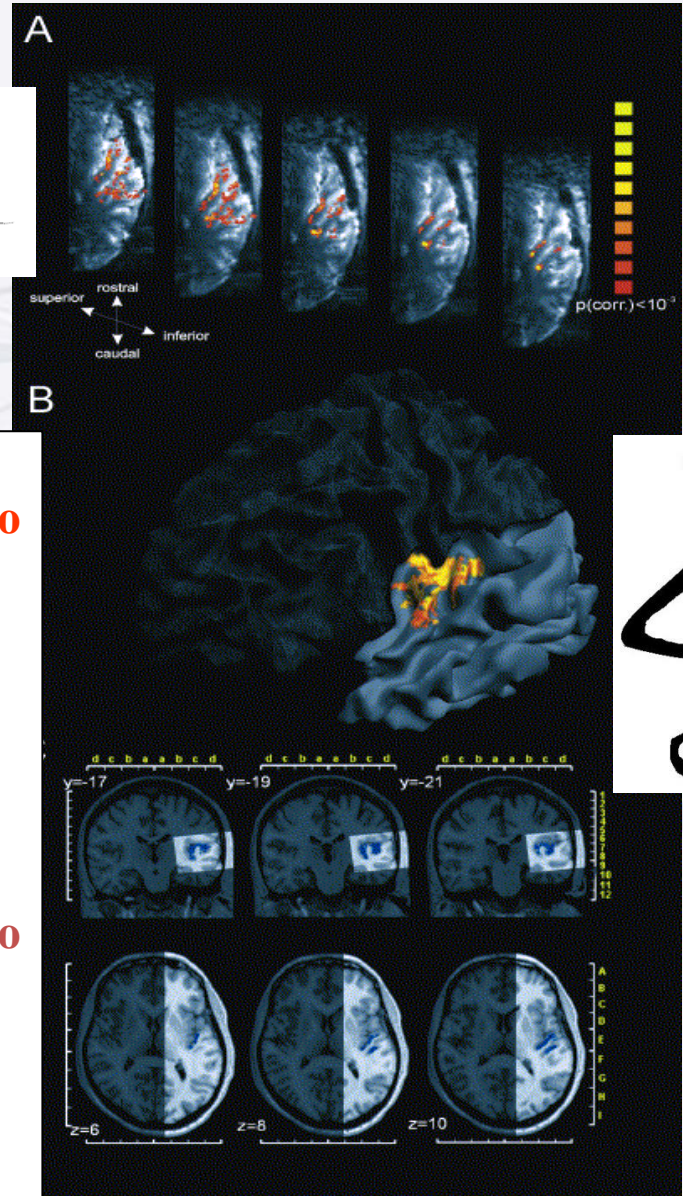 A
rostral
superior
inferior
caudal
p(corr.)<10⁻³
B
o
o
d c b a a b c d
d c b a a b c d
d c b a a b c d
y=-17
y=-19
y=-21
1
2
3
4
5
6
7
8
9
10
11
12
A
B
C
D
E
F
G
H
I
z=6
z=8
z=10